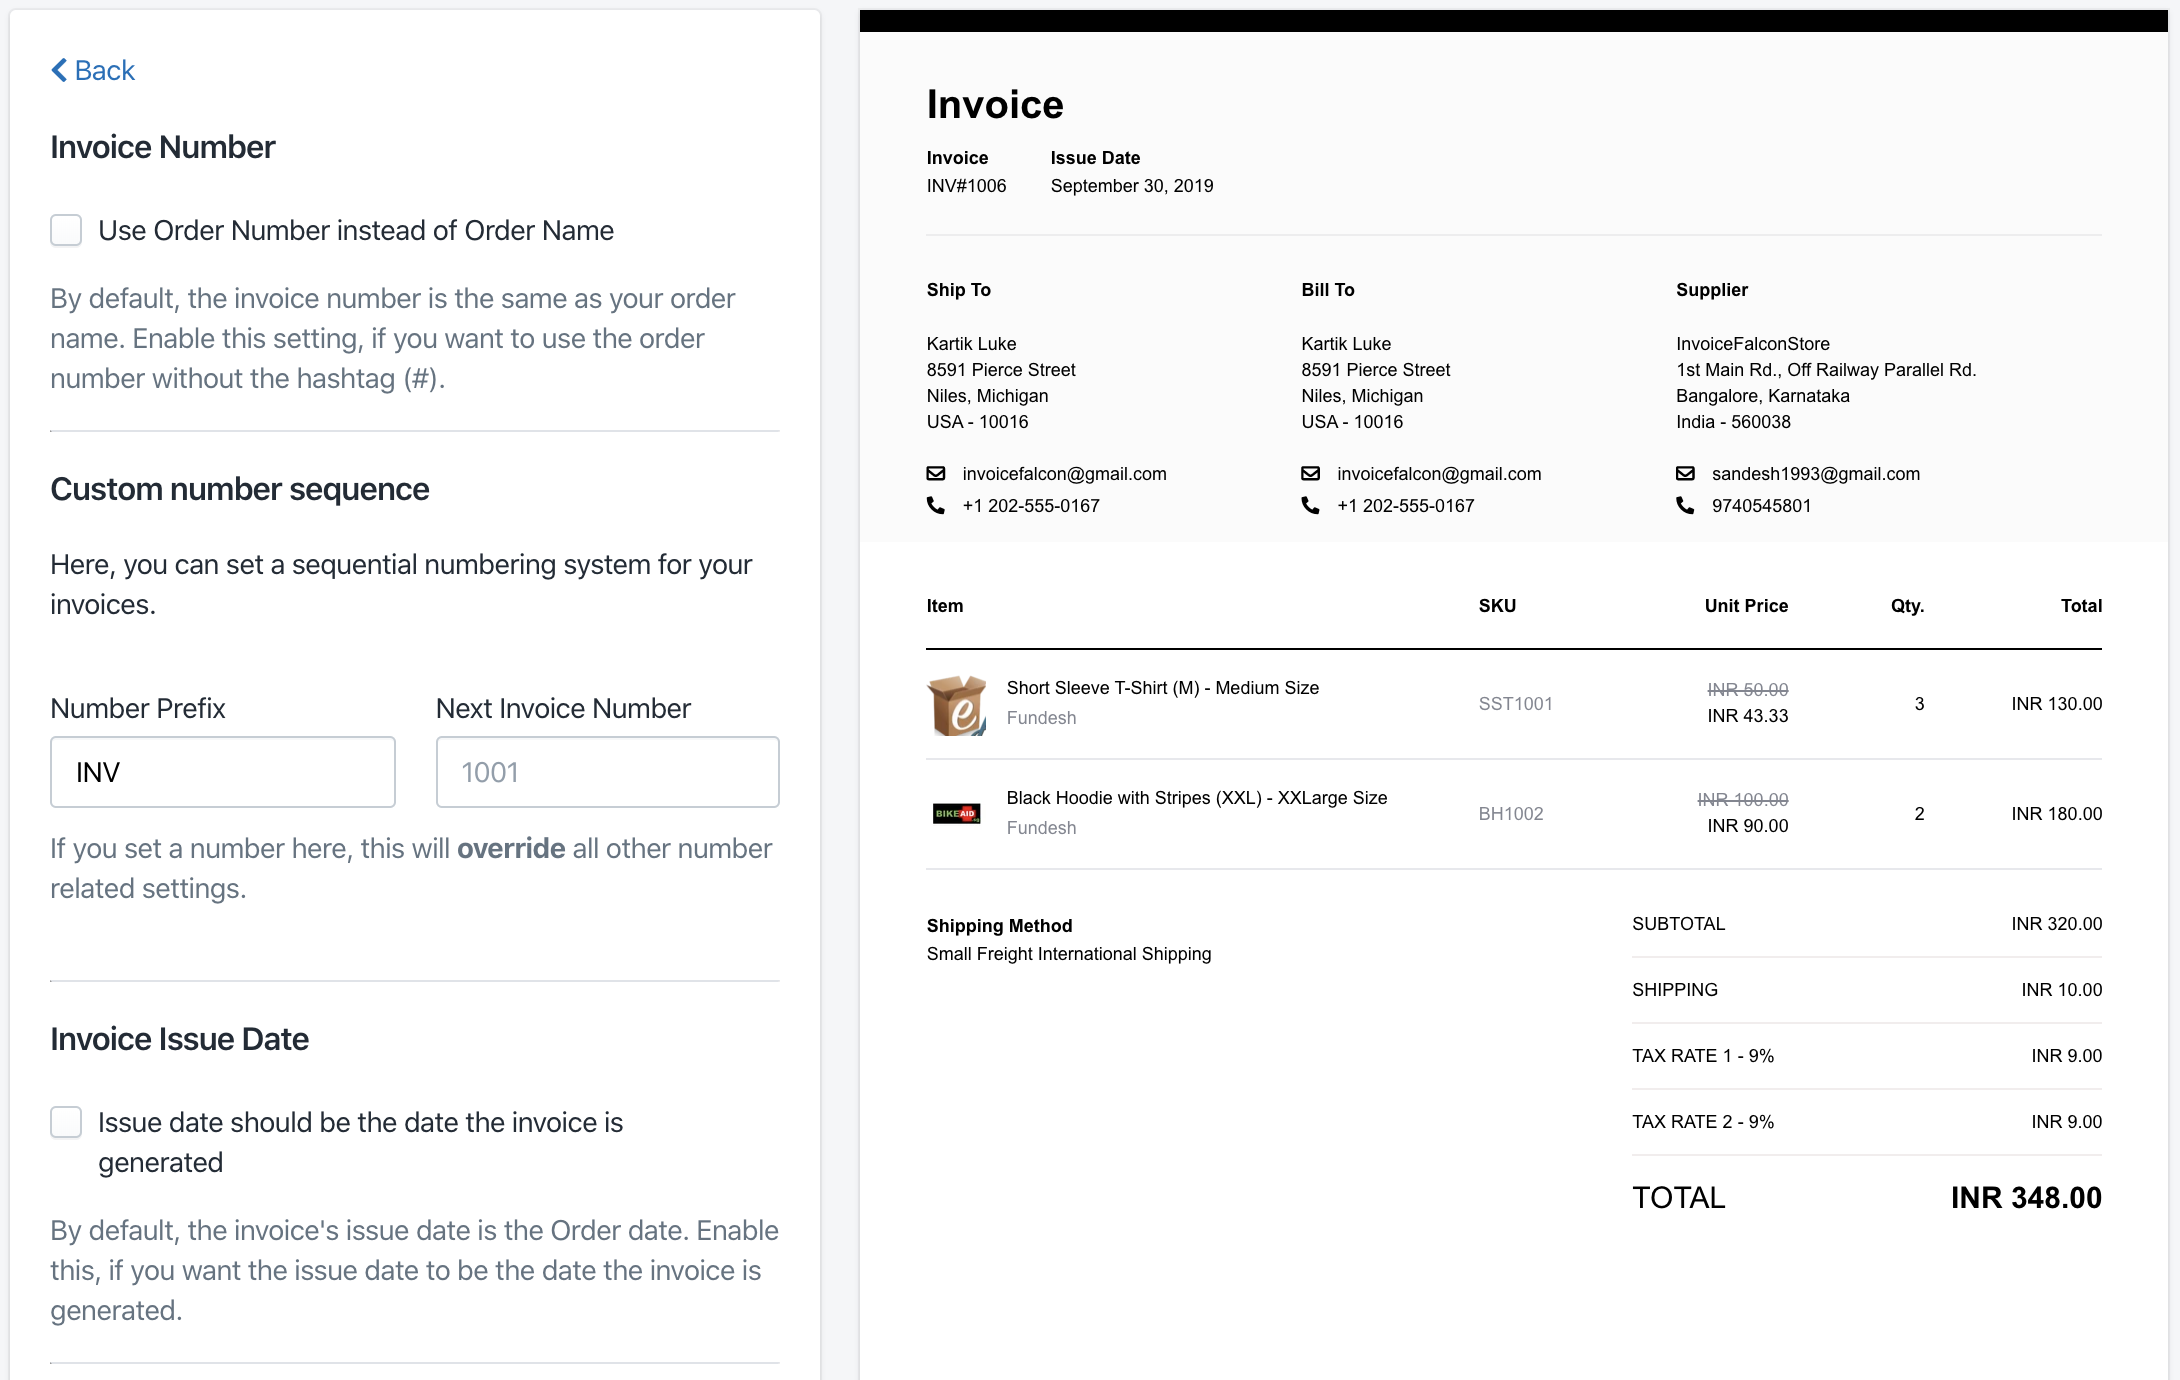 Back
Invoice Number
Use Order Number instead of Order Name
By default, the invoice number is the same as your order
name. Enable this setting, if you want to use the order
number without the hashtag (#).
Custom number sequence
Here, you can set a sequential numbering system for your
invoices.
Number Prefix Next Invoice Number
INV 1001
If you set a number here, this will override all other number
related settings.
Invoice Issue Date
Issue date should be the date the invoice is
generated
By default, the invoice's issue date is the Order date. Enable
this, if you want the issue date to be the date the invoice is
generated.
Invoice
Invoice Issue Date
INV#1006 September 30, 2019
Ship To
Kartik Luke
8591 Pierce Street
Niles, Michigan
USA - 10016
invoicefalcon@gmail.com
+1 202-555-0167
Bill To
Kartik Luke
8591 Pierce Street
Niles, Michigan
USA - 10016
invoicefalcon@gmail.com
+1 202-555-0167
Supplier
InvoiceFalconStore
1st Main Rd., Off Railway Parallel Rd.
Bangalore, Karnataka
India - 560038
sandesh1993@gmail.com
9740545801
Item SKU Unit Price Qty. Total
e
Short Sleeve T-Shirt (M) - Medium Size
Fundesh
SST1001
INR 50.00
INR 43.33
3
INR 130.00
BIKEAID
Black Hoodie with Stripes (XXL) - XXLarge Size
Fundesh
BH1002
INR 100.00
INR 90.00
2
INR 180.00
Shipping Method
Small Freight International Shipping
SUBTOTAL INR 320.00
SHIPPING INR 10.00
TAX RATE 1 - 9% INR 9.00
TAX RATE 2 - 9% INR 9.00
TOTAL INR 348.00